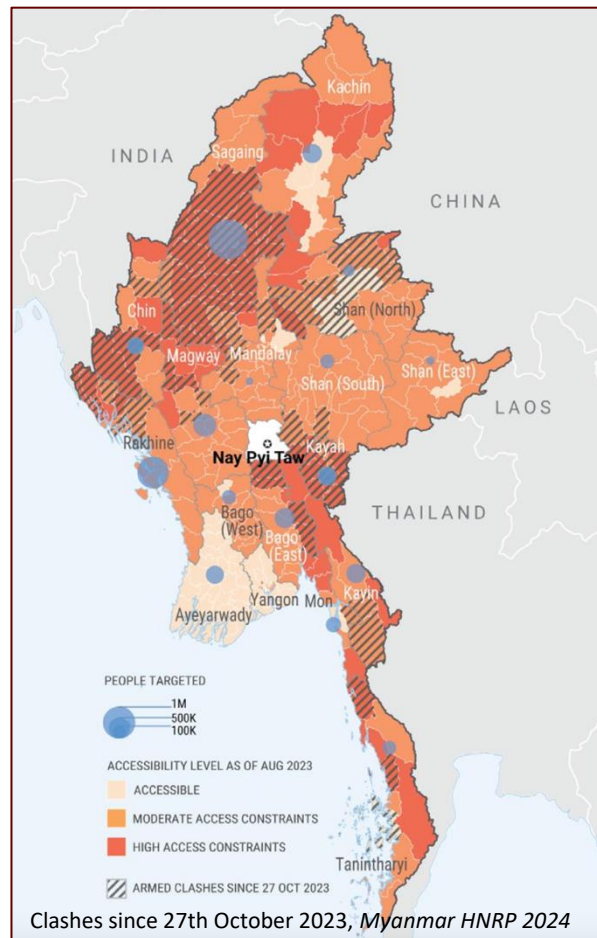 Kachin
INDIA
Sagaing
CHINA
Shan (North)
Chin
Magway
Mandalay
Shan (South)
Shan (East)
LAOS
Rakhine
Nay Pyi Taw
Kayah
THAILAND
Bago
(West)
Bago
(East)
Ayeyarwady
Yangon
Mon
Kayin
PEOPLE TARGETED
1M
500K
100K
ACCESSIBILITY LEVEL AS OF AUG 2023
ACCESSIBLE
MODERATE ACCESS CONSTRAINTS
HIGH ACCESS CONSTRAINTS
Tanintharyi
ARMED CLASHES SINCE 27 OCT 2023
Clashes since 27th October 2023, Myanmar HNRP 2024